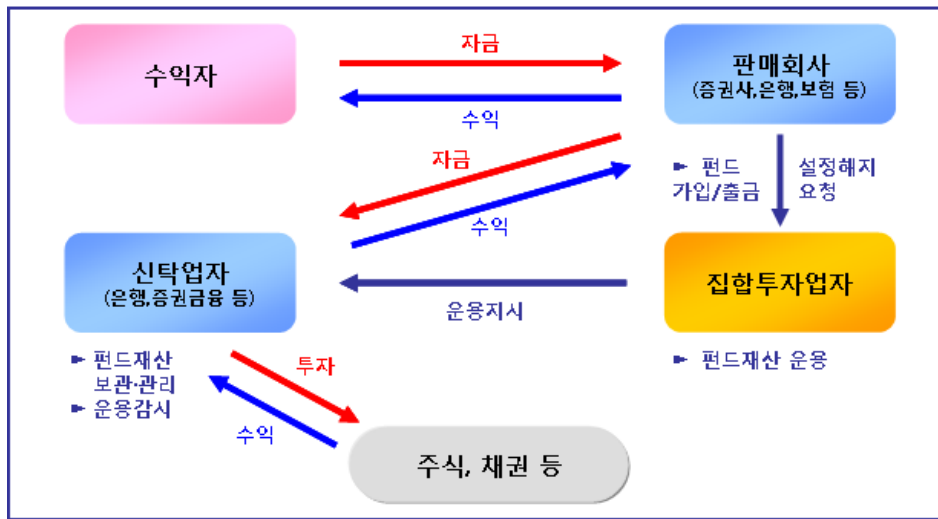 수익자
자금
수익
판매회사
(증권사,은행,보험 등)
자금
수익
► 펀드
가입/출금
설정해지
요청
신탁업자
(은행,증권금융 등)
운용지시
집합투자업자
► 펀드재산
보관·관리
► 운용감시
투자
수익
► 펀드재산 운용
주식, 채권 등